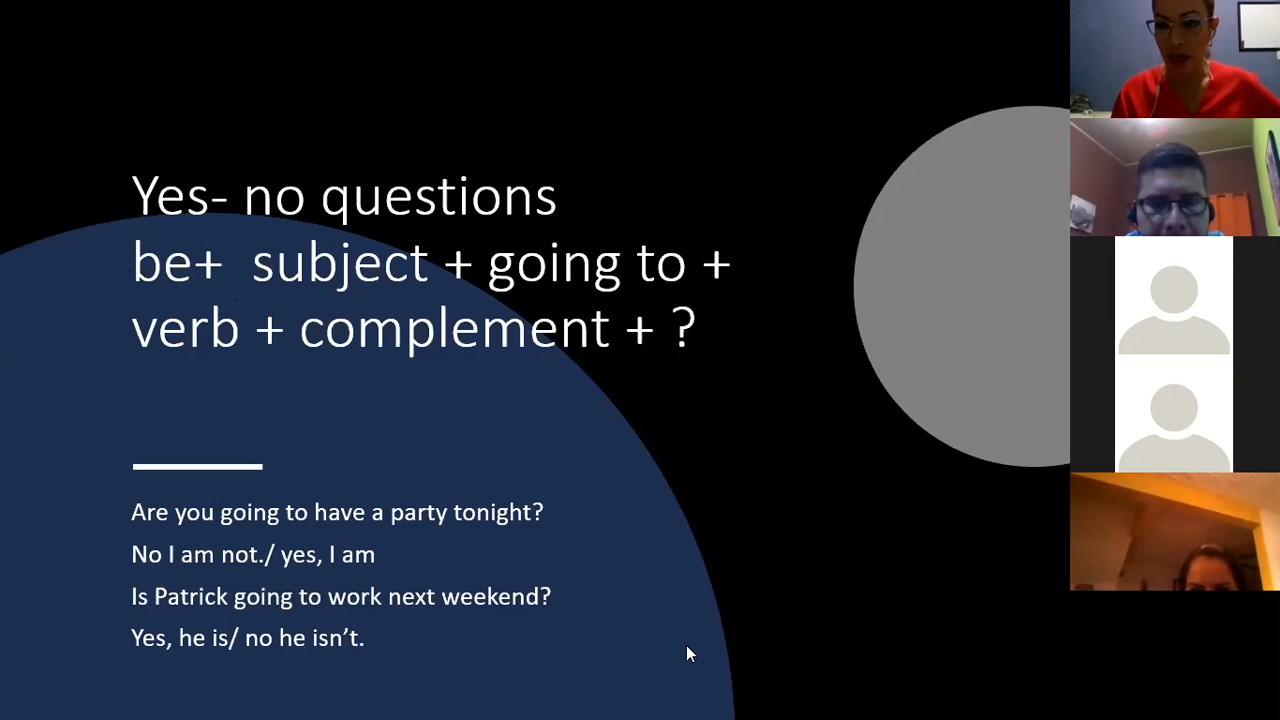 Yes- no questions
be+ subject + going to +
verb + complement + ?
Are you going to have a party tonight?
No I am not./ yes, I am
Is Patrick going to work next weekend?
Yes, he is/ no he isn’t.